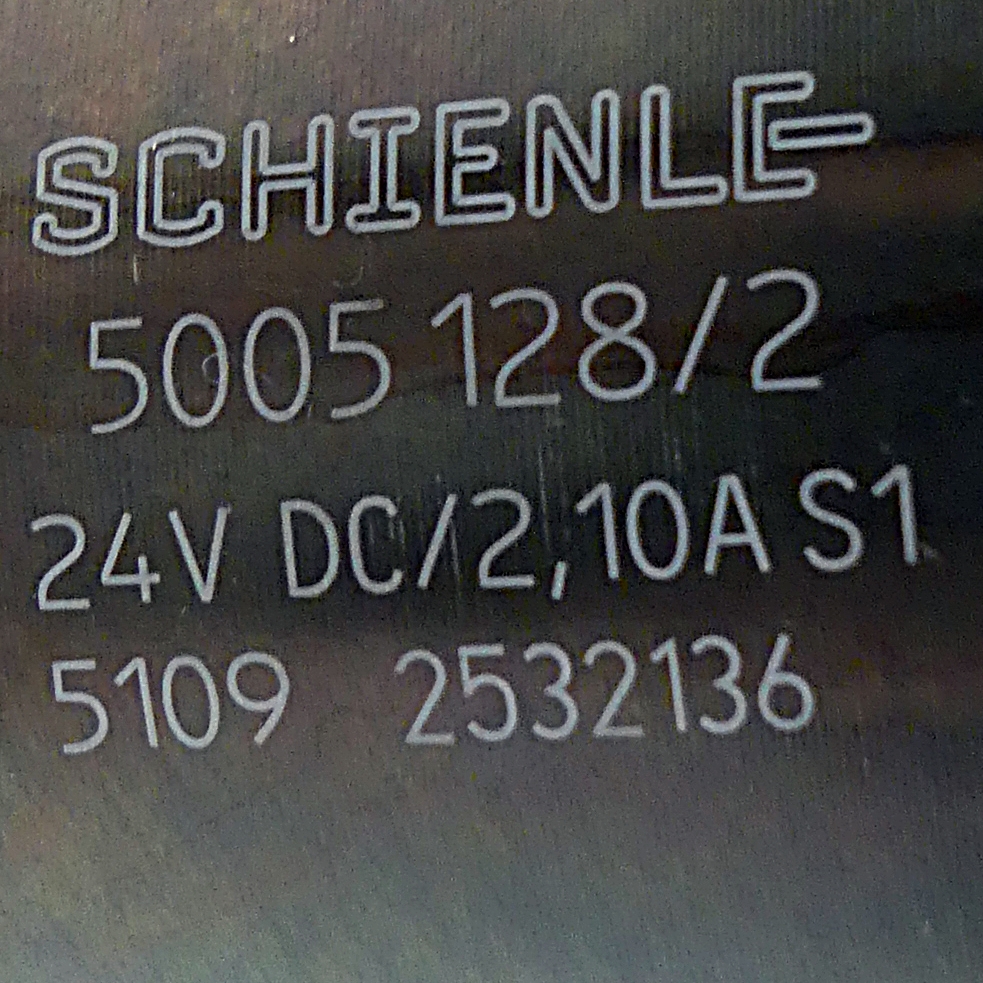 SCHIENLE
5005 128/2
24V DC/2,10A S1
5109 2532136